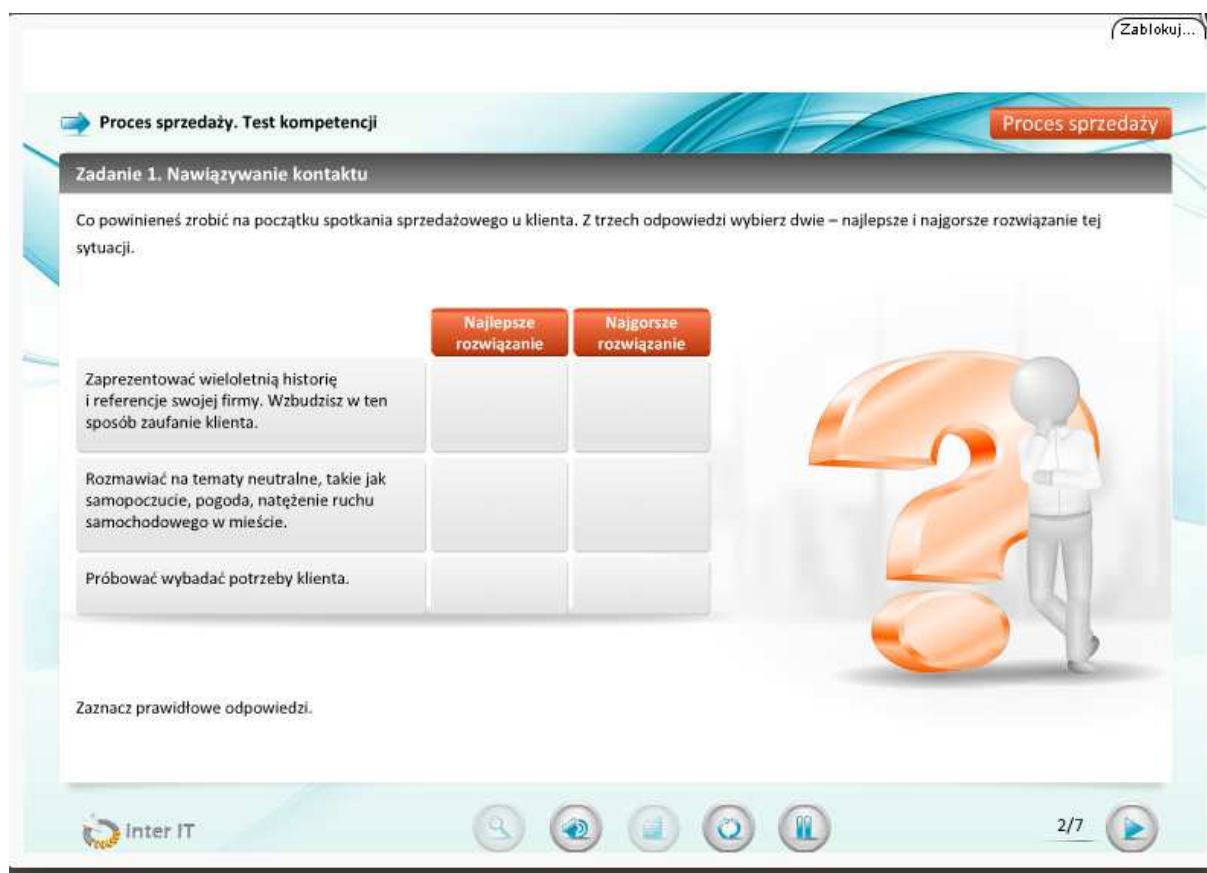 Zablokuj...
Proces sprzedaży. Test kompetencji
Proces sprzedaży
Zadanie 1. Nawiązywanie kontaktu
Co powinieneś zrobić na początku spotkania sprzedażowego u klienta. Z trzech odpowiedzi wybierz dwie – najlepsze i najgorsze rozwiązanie tej
sytuacji.
Najlepsze
rozwiązanie
Najgorsze
rozwiązanie
Zaprezentować wieloletnią historię
i referencje swojej firmy. Wzbudzisz w ten
sposób zaufanie klienta.
Rozmawiać na tematy neutralne, takie jak
samopoczucie, pogoda, natężenie ruchu
samochodowego w mieście.
Próbować wybadać potrzeby klienta.
Zaznacz prawidłowe odpowiedzi.
inter IT
2/7